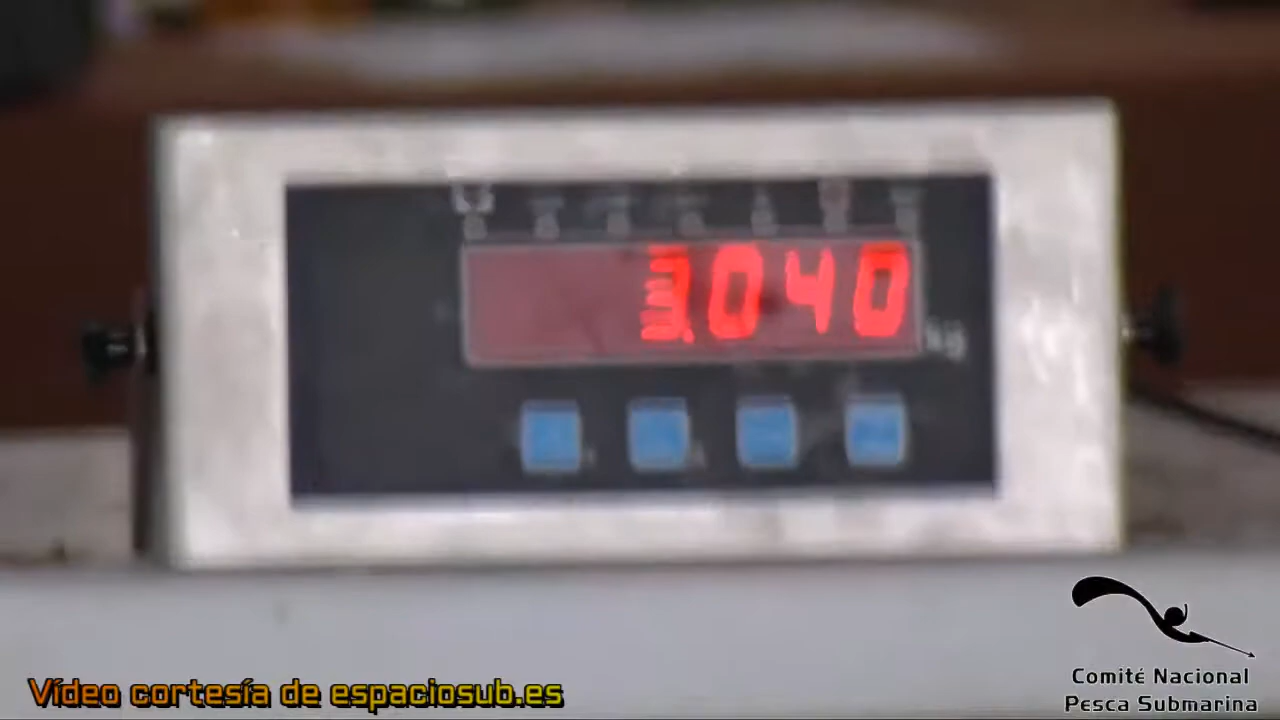 3.040
kg
Vídeo cortesía de espaciosub.es
Comité Nacional
Pesca Submarina